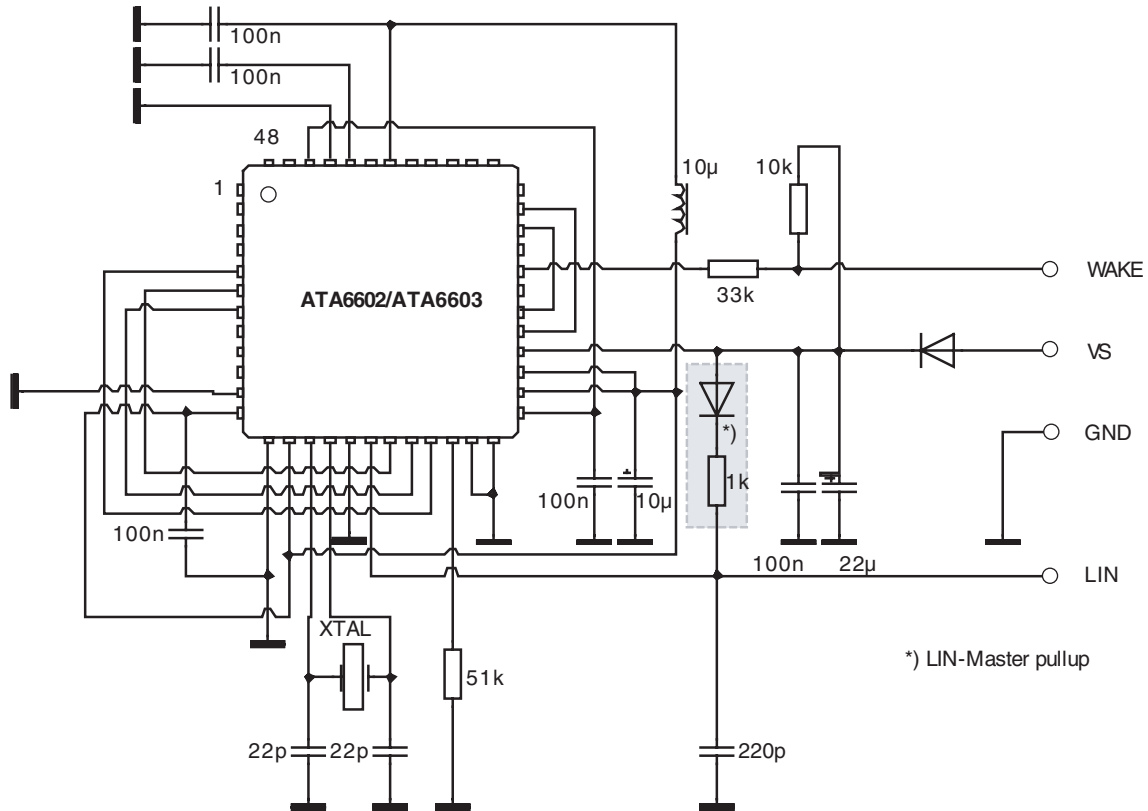 100n
100n
48
1
10µ
10k
WAKE
33k
ATA6602/ATA6603
VS
*)
GND
1k
100n
10µ
100n
100n
22µ
LIN
XTAL
*) LIN-Master pullup
51k
22p
22p
220p